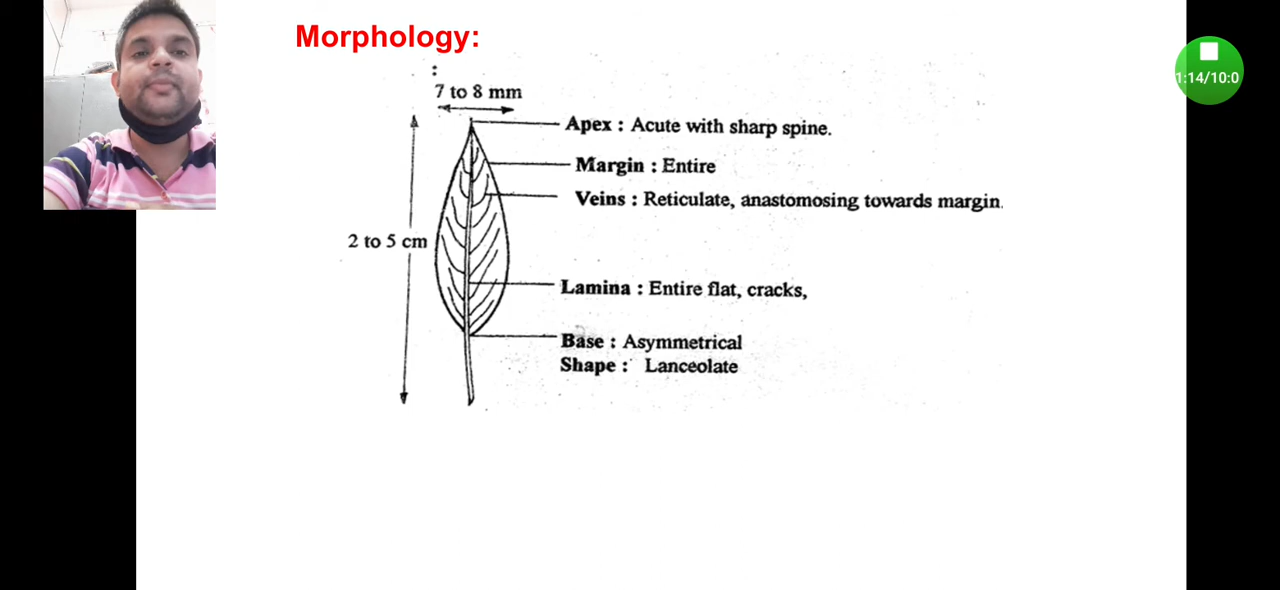 Morphology:
:
7 to 8 mm
Apex : Acute with sharp spine.
Margin : Entire
Veins : Reticulate, anastomosing towards margin.
2 to 5 cm
Lamina : Entire flat, cracks,
Base : Asymmetrical
Shape : Lanceolate
1:14/10:0